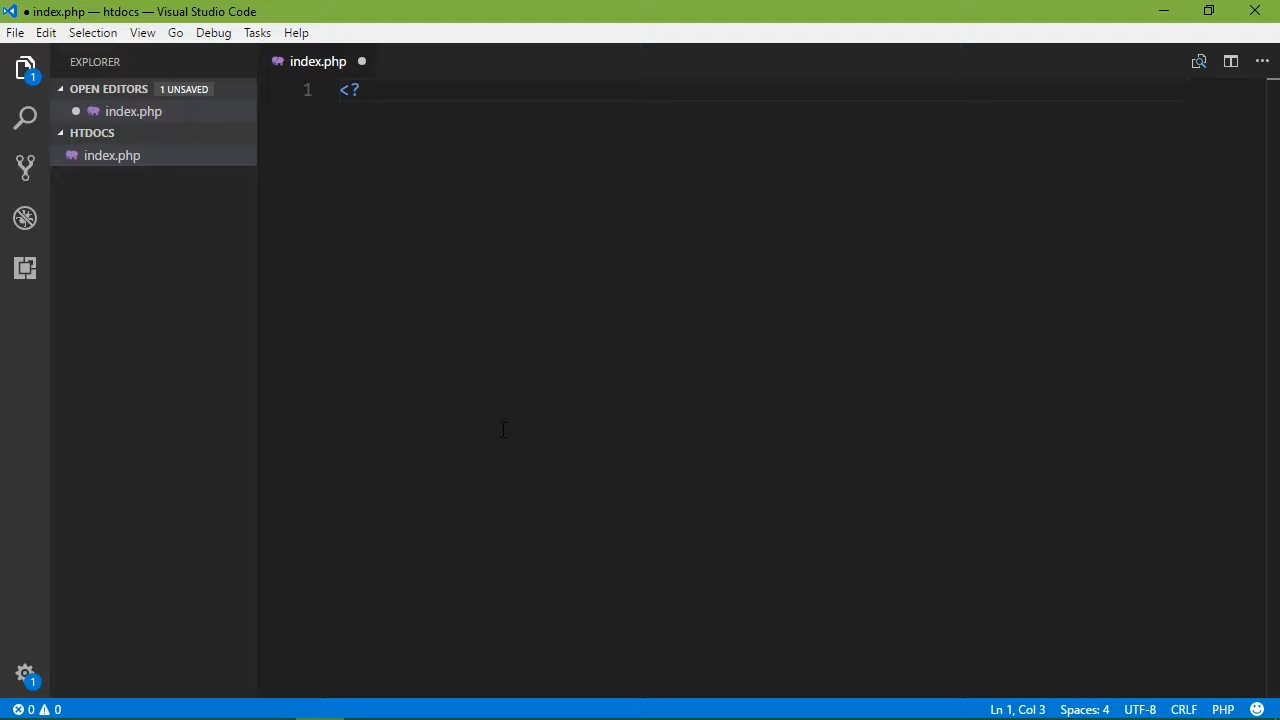 ● index.php — htdocs — Visual Studio Code
File Edit Selection View Go Debug Tasks Help
1
EXPLORER
index.php
OPEN EDITORS 1 UNSAVED
1 <?
index.php
HTDOCS
index.php
1
0 0
Ln 1, Col 3 Spaces: 4 UTF-8 CRLF PHP